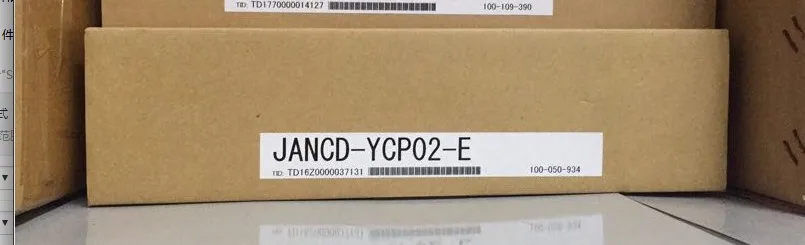 TID: TD1770000014127 100-109-390
件
"S
式
JANCD-YCP02-E
TID: TD16Z0000037131 100-050-934